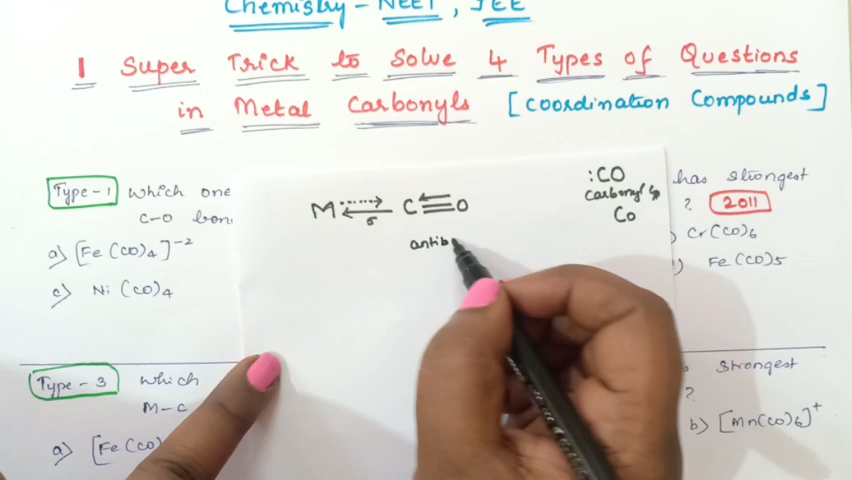 Chemistry - NEET, JEE
1 Super Trick to Solve 4 Types of Questions
in Metal Carbonyls [Coordination Compounds]
Type-1 Which one
C-O bon
a) [Fe(CO)4]-2
c) Ni(CO)4
has strongest
? 2011
) Cr(CO)6
) Fe(CO)5
:CO
carbonyl
Co
M C O
σ
antib
Type-3 Which
M-C
a) [Fe(CO)
strongest
?
b) [Mn(CO)6]+